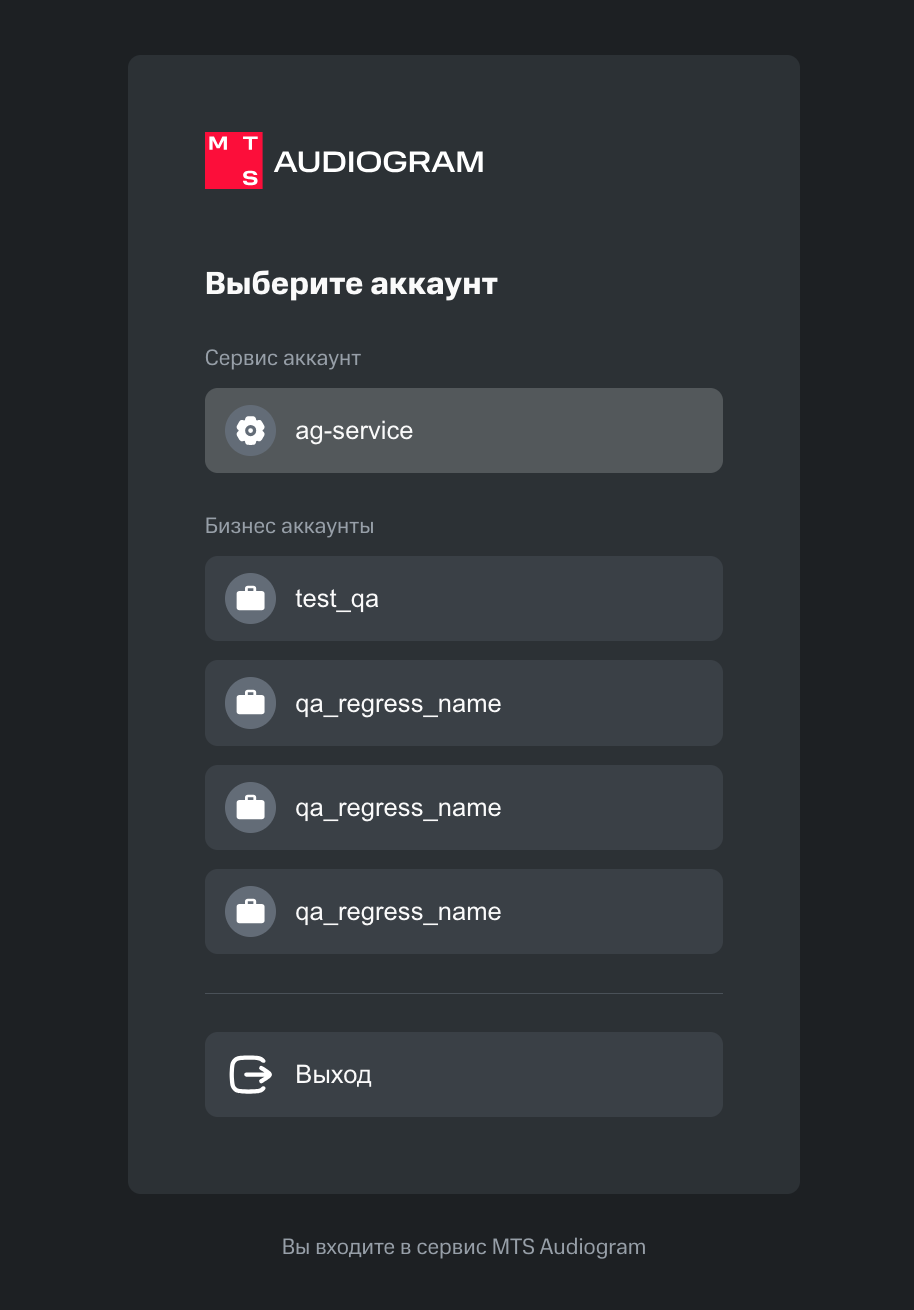 MTS AUDIOGRAM
Выберите аккаунт
Сервис аккаунт
ag-service
Бизнес аккаунты
test_qa
qa_regress_name
qa_regress_name
qa_regress_name
Выход
Вы входите в сервис MTS Audiogram